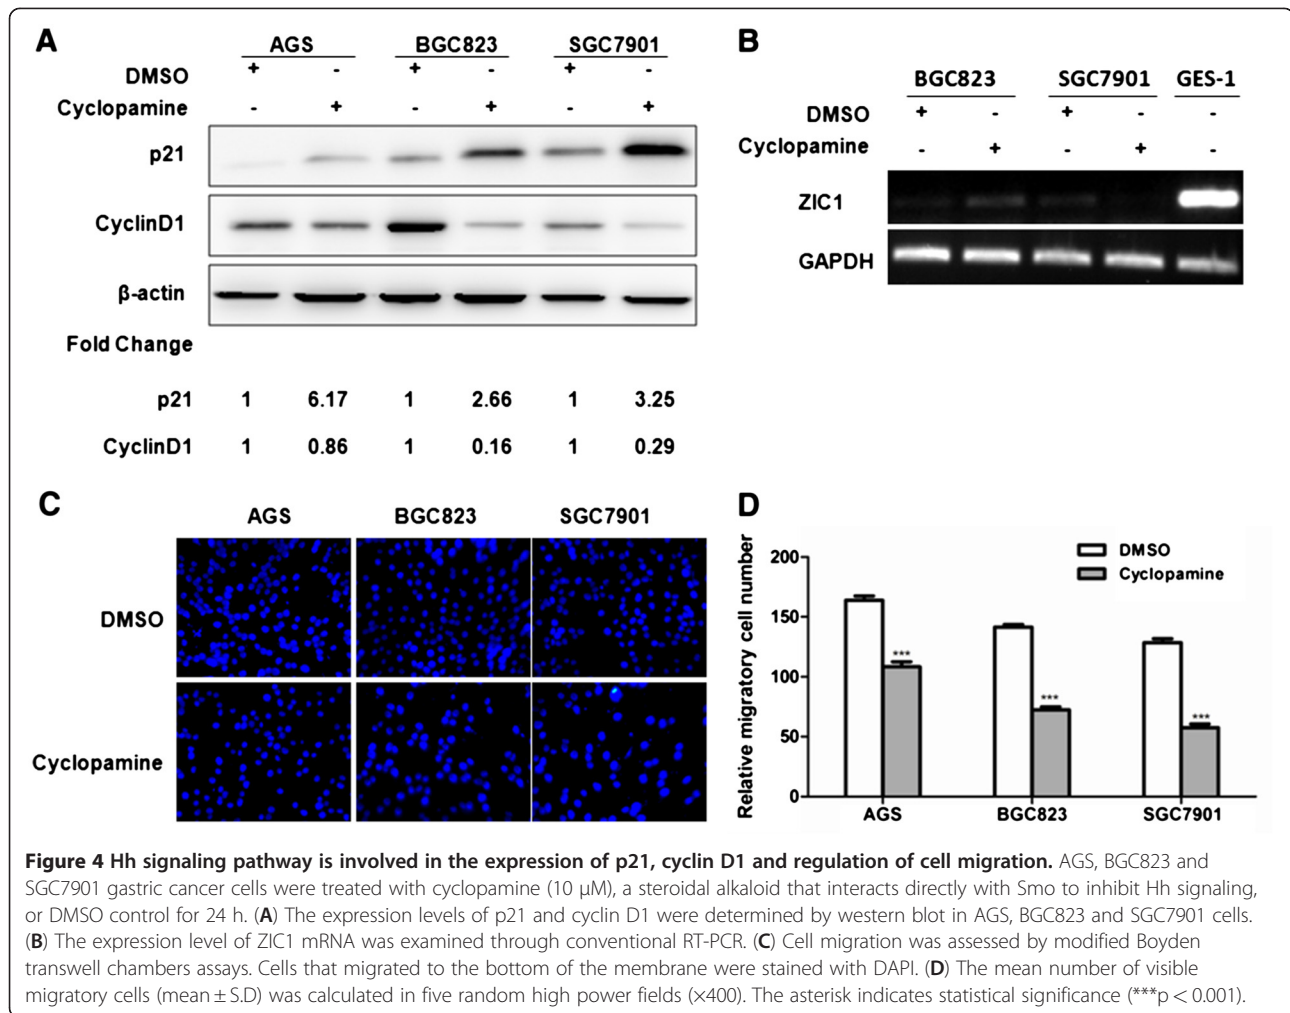 A
AGS BGC823 SGC7901
DMSO + - + - + -
Cyclopamine - + - + - +
p21
CyclinD1
β-actin
Fold Change
p21 1 6.17 1 2.66 1 3.25
CyclinD1 1 0.86 1 0.16 1 0.29
B
BGC823 SGC7901 GES-1
DMSO + - + - -
Cyclopamine - + - + -
ZIC1
GAPDH
C
AGS BGC823 SGC7901
DMSO
Cyclopamine
D
Relative migratory cell number
200
150
100
50
0
DMSO
Cyclopamine
***
***
***
AGS BGC823 SGC7901
Figure 4 Hh signaling pathway is involved in the expression of p21, cyclin D1 and regulation of cell migration. AGS, BGC823 and
SGC7901 gastric cancer cells were treated with cyclopamine (10 μM), a steroidal alkaloid that interacts directly with Smo to inhibit Hh signaling,
or DMSO control for 24 h. (A) The expression levels of p21 and cyclin D1 were determined by western blot in AGS, BGC823 and SGC7901 cells.
(B) The expression level of ZIC1 mRNA was examined through conventional RT-PCR. (C) Cell migration was assessed by modified Boyden
transwell chambers assays. Cells that migrated to the bottom of the membrane were stained with DAPI. (D) The mean number of visible
migratory cells (mean ± S.D) was calculated in five random high power fields (×400). The asterisk indicates statistical significance (***p < 0.001).